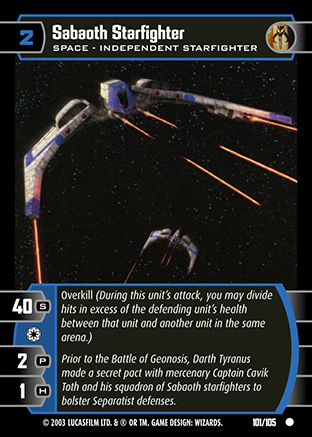 2
Sabaoth Starfighter
SPACE - INDEPENDENT STARFIGHTER
40 S
Overkill (During this unit's attack, you may divide
hits in excess of the defending unit's health
between that unit and another unit in the same
arena.)
2 P
1 H
Prior to the Battle of Geonosis, Darth Tyranus
made a secret pact with mercenary Captain Cavik
Toth and his squadron of Sabaoth starfighters to
bolster Separatist defenses.
© 2003 LUCASFILM LTD. & ® OR TM. GAME DESIGN: WIZARDS.
101/105